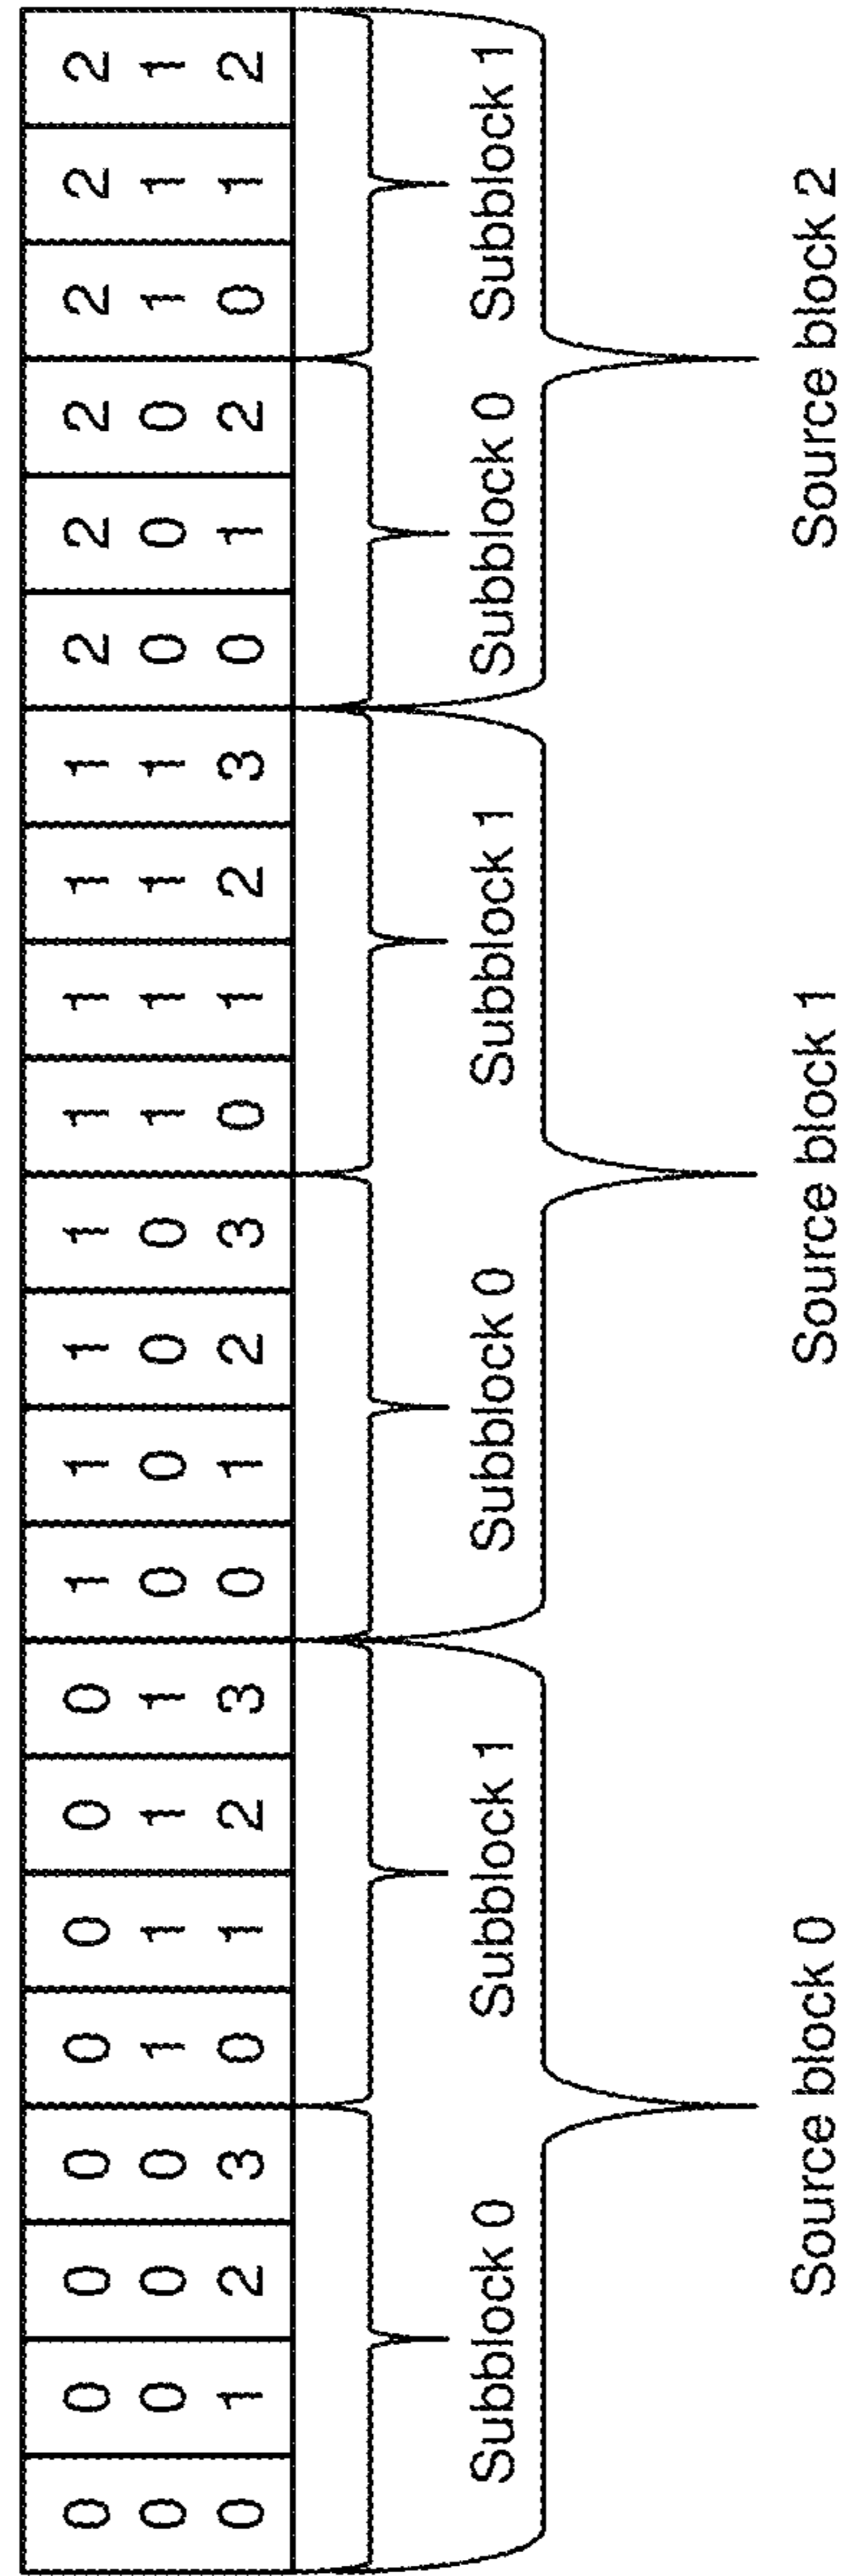 0 0 0 0 0 0 0 0 1 1 1 1 1 1 1 1 2 2 2 2 2 2
0 0 0 0 1 1 1 1 0 0 0 0 1 1 1 1 0 0 0 1 1 1
0 1 2 3 0 1 2 3 0 1 2 3 0 1 2 3 0 1 2 0 1 2
Subblock 0 Subblock 1 Subblock 0 Subblock 1 Subblock 0 Subblock 1
Source block 0 Source block 1 Source block 2